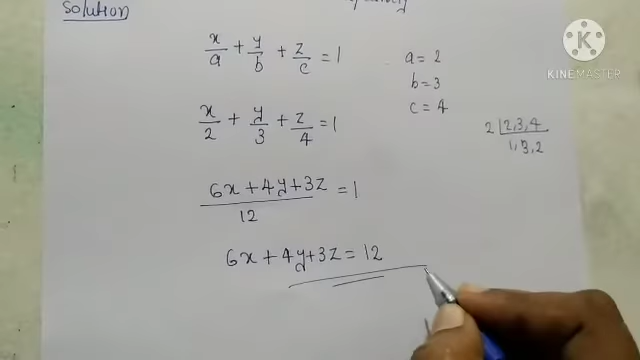 Solution
x/a + y/b + z/c = 1
a = 2
b = 3
c = 4
x/2 + y/3 + z/4 = 1
2 | 2, 3, 4
1, 3, 2
6x + 4y + 3z / 12 = 1
6x + 4y + 3z = 12
KINEMASTER